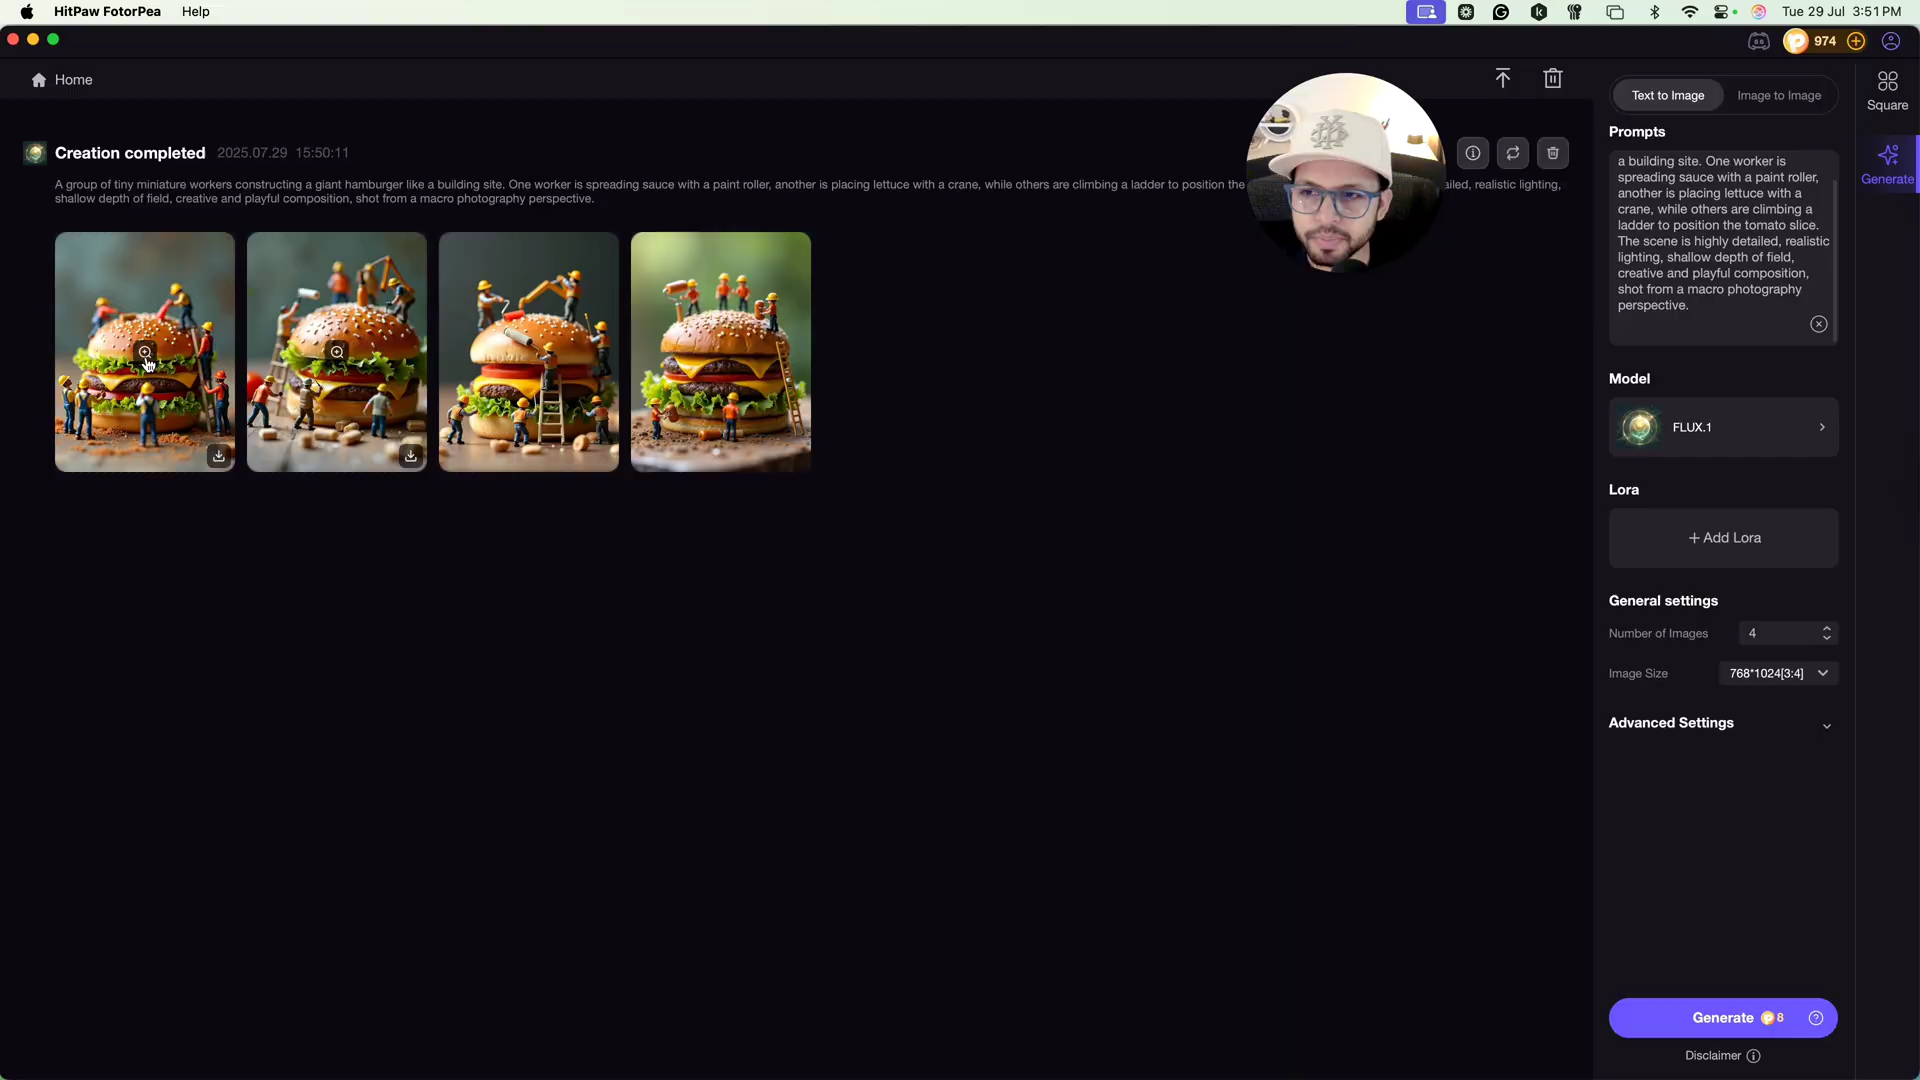 HitPaw FotorPea Help Tue 29 Jul 3:51 PM
974
Home
Text to Image Image to Image
Square
Prompts
Creation completed 2025.07.29 15:50:11
A group of tiny miniature workers constructing a giant hamburger like a building site. One worker is spreading sauce with a paint roller, another is placing lettuce with a crane, while others are climbing a ladder to position the ailed, realistic lighting,
shallow depth of field, creative and playful composition, shot from a macro photography perspective.
a building site. One worker is
spreading sauce with a paint roller,
another is placing lettuce with a
crane, while others are climbing a
ladder to position the tomato slice.
The scene is highly detailed, realistic
lighting, shallow depth of field,
creative and playful composition,
shot from a macro photography
perspective.
Generate
Model
FLUX.1
Lora
+ Add Lora
General settings
Number of Images 4
Image Size 768*1024[3:4]
Advanced Settings
Generate 8
Disclaimer